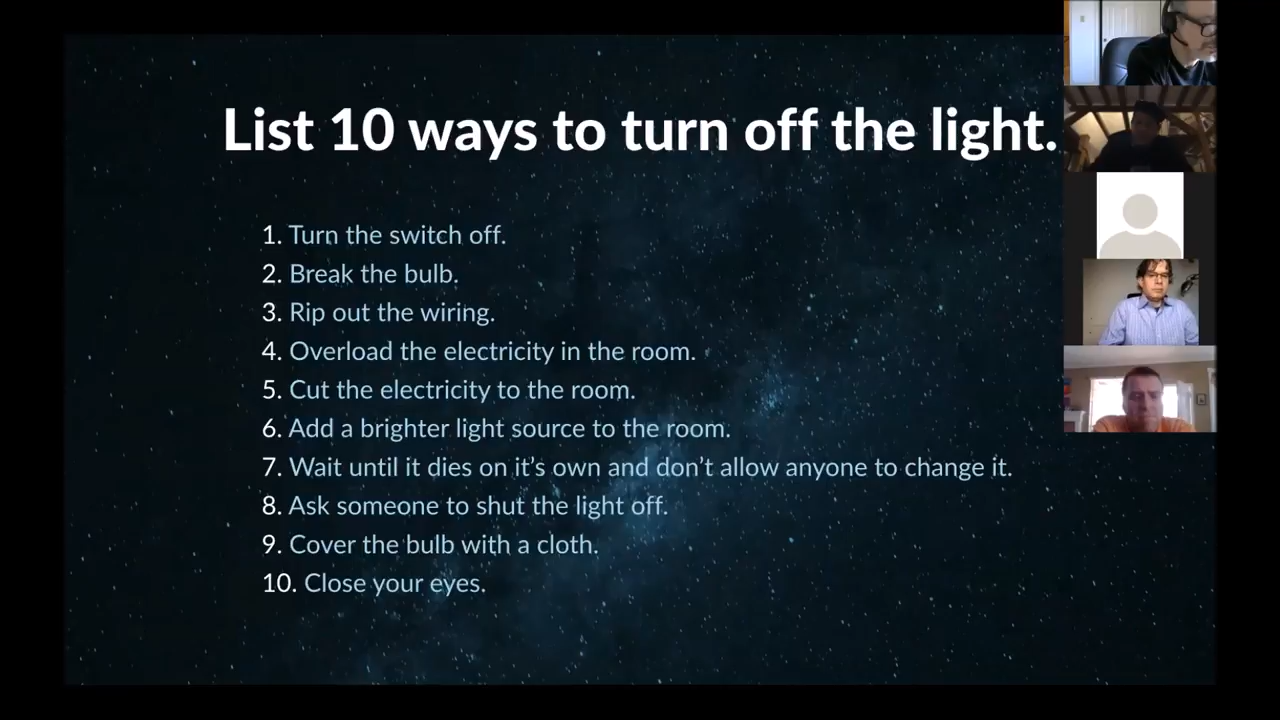 List 10 ways to turn off the light.
1. Turn the switch off.
2. Break the bulb.
3. Rip out the wiring.
4. Overload the electricity in the room.
5. Cut the electricity to the room.
6. Add a brighter light source to the room.
7. Wait until it dies on it’s own and don’t allow anyone to change it.
8. Ask someone to shut the light off.
9. Cover the bulb with a cloth.
10. Close your eyes.